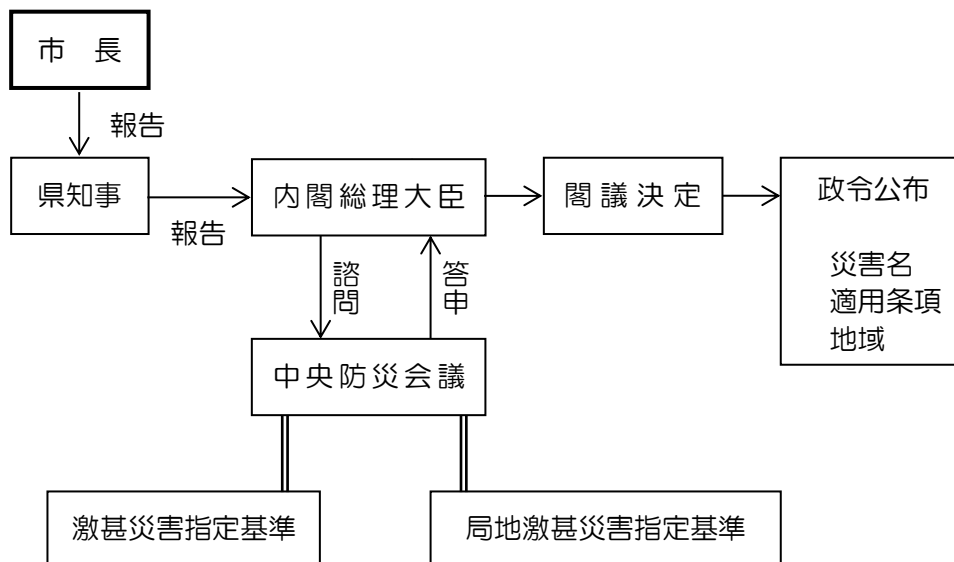 市　長
報告
県知事
報告
内閣総理大臣
閣議決定
政令公布
災害名
適用条項
地域
諮問
答申
中央防災会議
激甚災害指定基準
局地激甚災害指定基準